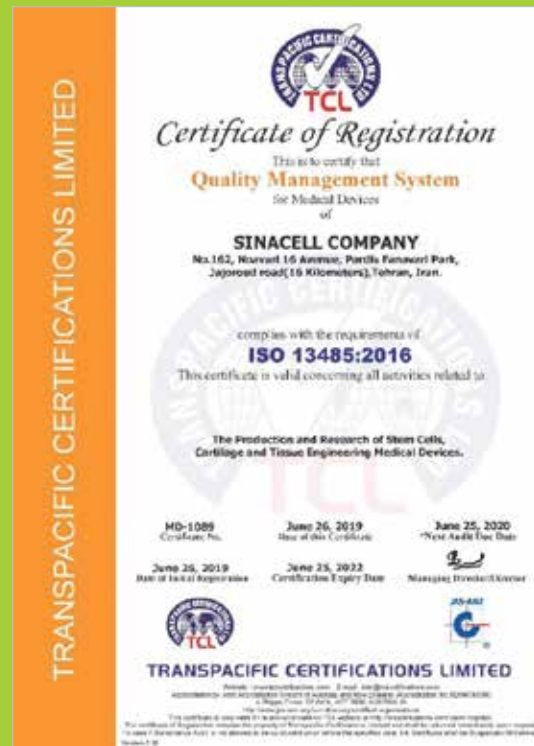 TRANSPACIFIC CERTIFICATIONS LIMITED
TRANSPACIFIC CERTIFICATIONS LTD
TCL
Certificate of Registration
This is to certify that
Quality Management System
for Medical Devices
of
SINACELL COMPANY
No.162, Noavari 16 Avenue, Pardis Fanavari Park,
Jajorood road(16 Kilometers),Tehran, Iran.
complies with the requirements of
ISO 13485:2016
This certificate is valid concerning all activities related to
The Production and Research of Stem Cells,
Cartilage and Tissue Engineering Medical Devices.
MD-1089 June 26, 2019 June 25, 2020
Certificate No. Date of this Certificate *Next Audit Due Date
June 26, 2019 June 25, 2022
Date of Initial Registration Certification Expiry Date Managing Director/Director
TCL JAS-ANZ
TRANSPACIFIC CERTIFICATIONS LIMITED